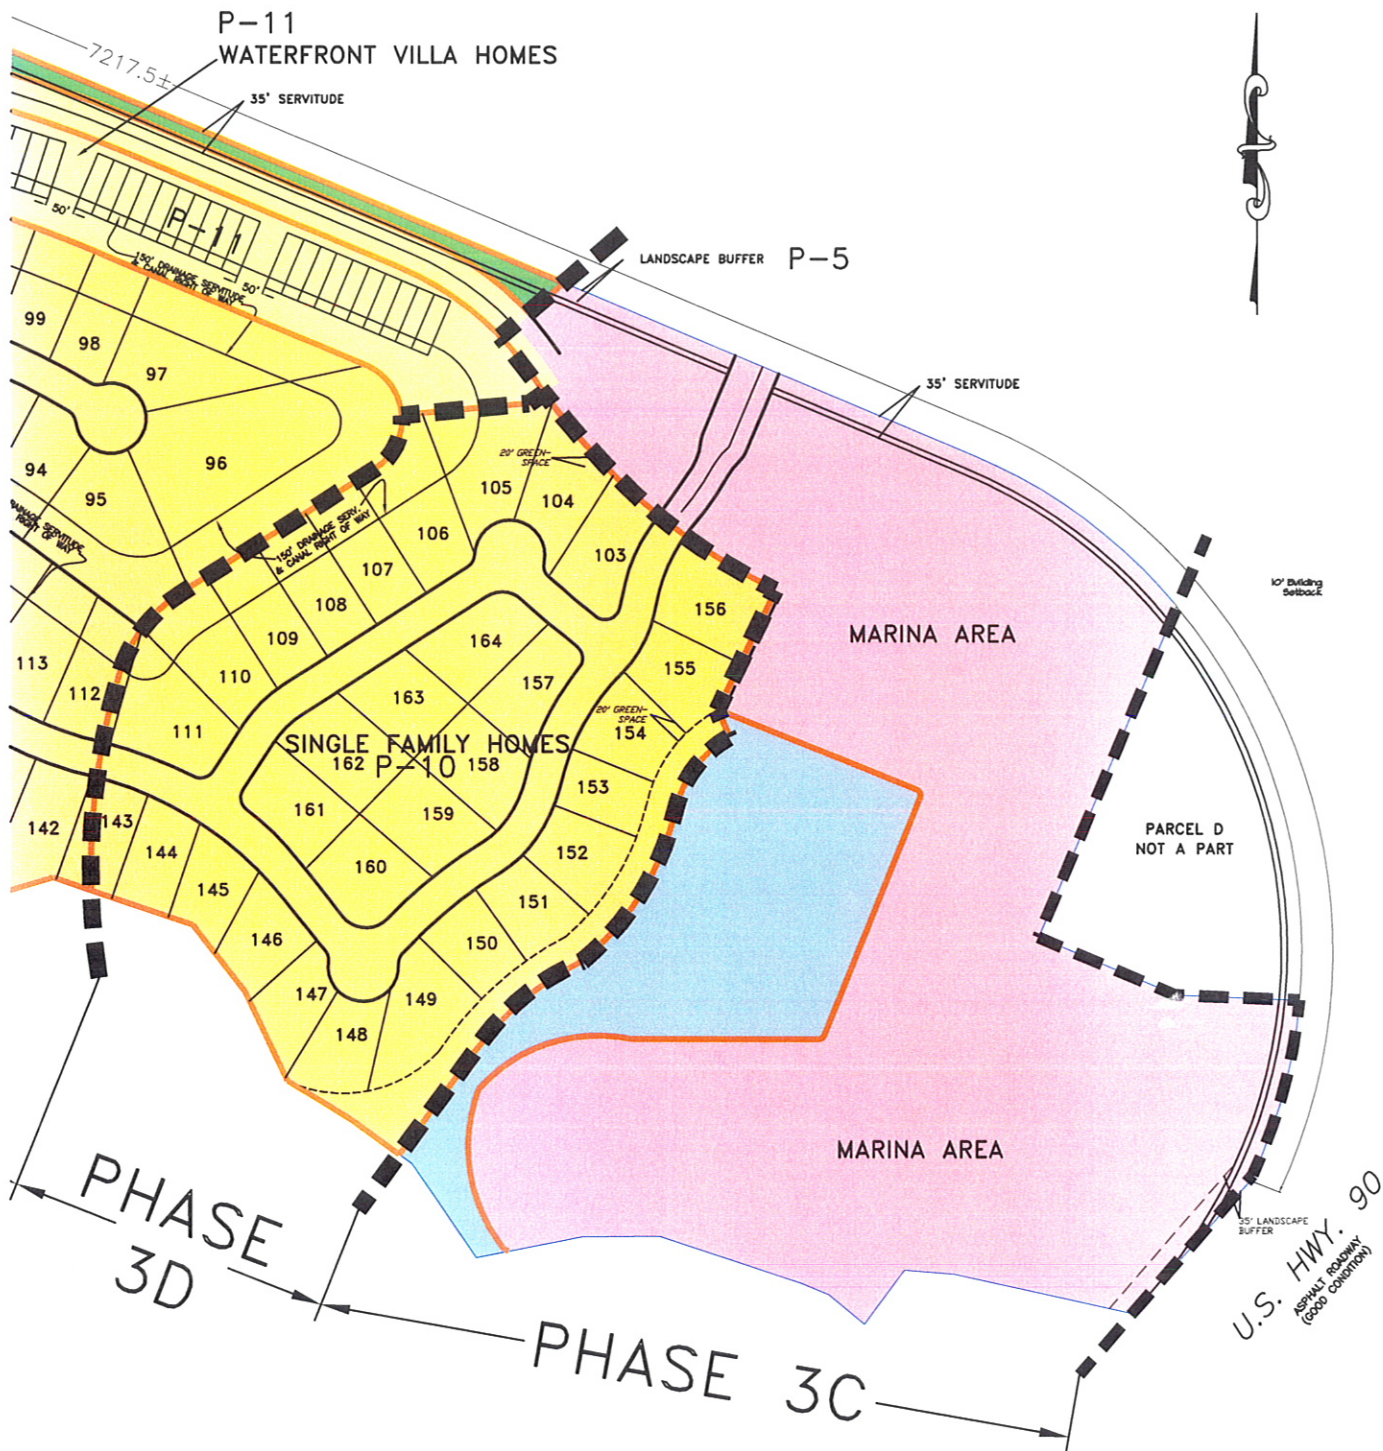 P-11
WATERFRONT VILLA HOMES
7217.5±
35' SERVITUDE
LANDSCAPE BUFFER P-5
P-11
50'
150' DRAINAGE SERVITUDE
& CANAL RIGHT OF WAY
50'
35' SERVITUDE
99
98
97
96
94
95
20' GREEN-
SPACE
105
104
103
106
107
108
109
110
111
150' DRAINAGE SERV.
& CANAL RIGHT OF WAY
SERVITUDE
RIGHT OF WAY
10' Building
Setback
113
112
156
155
154
164
157
163
20' GREEN-
SPACE
MARINA AREA
SINGLE FAMILY HOMES
P-10
162
158
161
159
160
153
152
151
150
149
142
143
144
145
146
147
148
PARCEL D
NOT A PART
MARINA AREA
35' LANDSCAPE
BUFFER
U.S. HWY. 90
ASPHALT ROADWAY
(GOOD CONDITION)
PHASE
3D
PHASE 3C